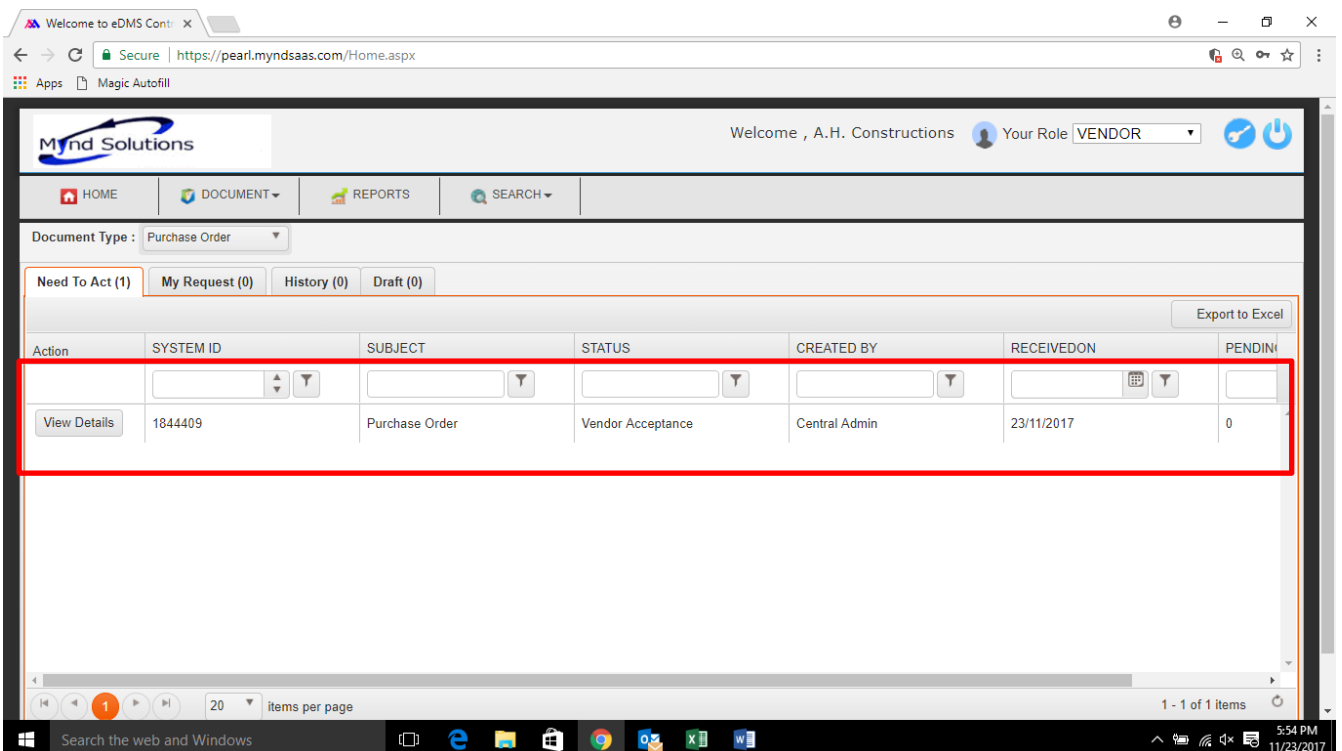 Welcome to eDMS Contr
Secure | https://pearl.myndsaas.com/Home.aspx
Apps Magic Autofill
Mynd Solutions
Welcome , A.H. Constructions Your Role VENDOR
HOME DOCUMENT REPORTS SEARCH
Document Type : Purchase Order
Need To Act (1) My Request (0) History (0) Draft (0)
Export to Excel
Action SYSTEM ID SUBJECT STATUS CREATED BY RECEIVEDON PENDING
View Details 1844409 Purchase Order Vendor Acceptance Central Admin 23/11/2017 0
1 20 items per page 1 - 1 of 1 items
Search the web and Windows 5:54 PM
11/23/2017